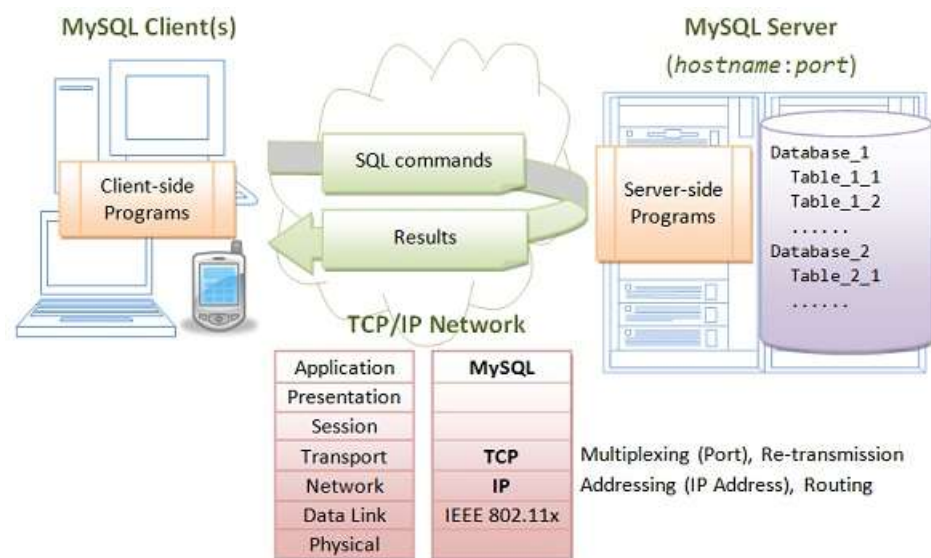 MySQL Client(s)
MySQL Server
(hostname:port)
Client-side
Programs
SQL commands
Results
Server-side
Programs
Database_1
Table_1_1
Table_1_2
......
Database_2
Table_2_1
......
TCP/IP Network
Application MySQL
Presentation
Session
Transport TCP Multiplexing (Port), Re-transmission
Network IP Addressing (IP Address), Routing
Data Link IEEE 802.11x
Physical